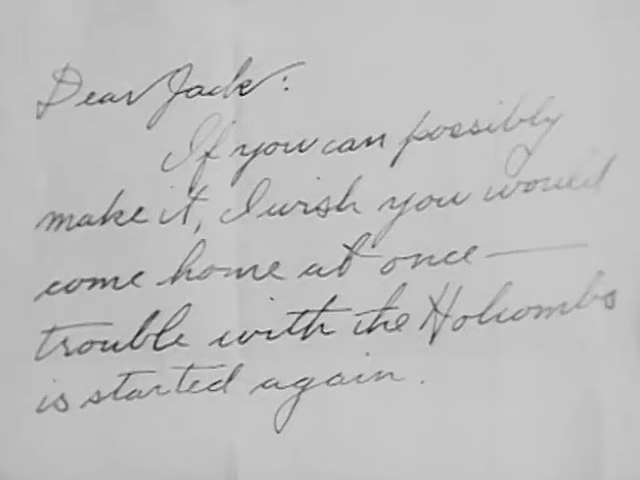 Dear Jack:
If you can possibly
make it, I wish you would
come home at once —
trouble with the Holcombs
is started again.